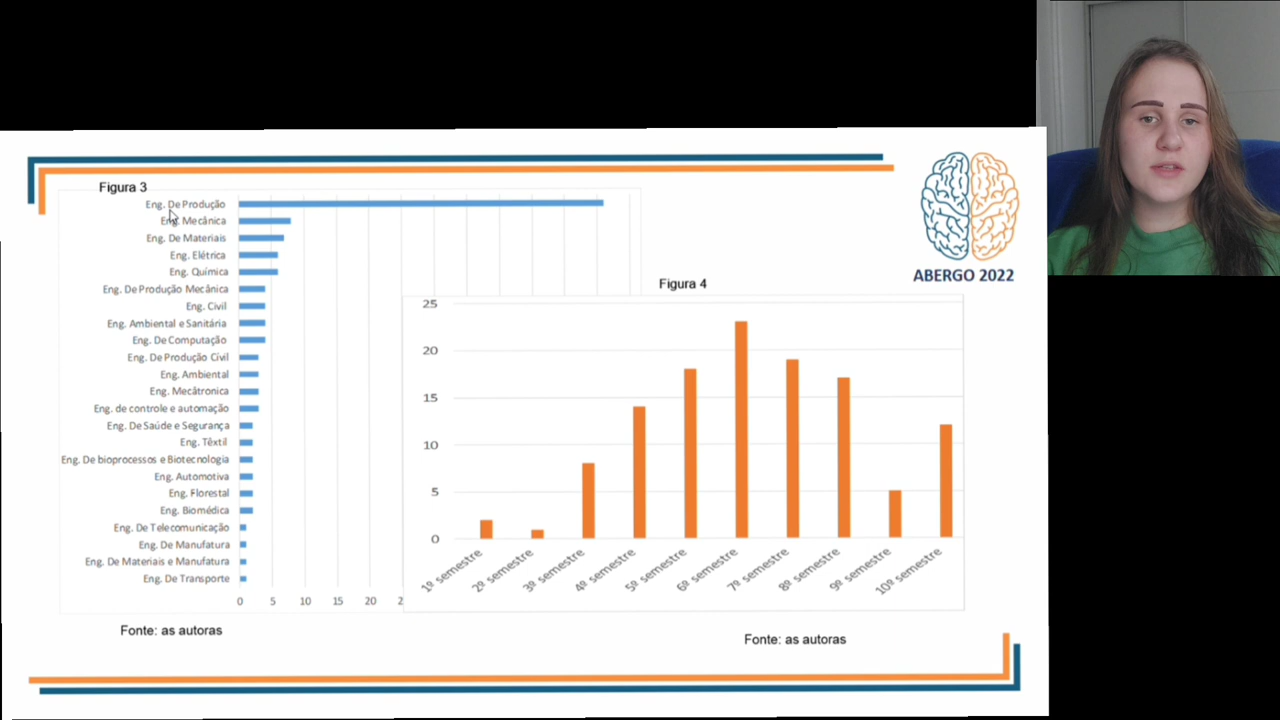 Figura 3
Eng. De Produção
Eng. Mecânica
Eng. De Materiais
Eng. Elétrica
Eng. Química
Eng. De Produção Mecânica
Eng. Civil
Eng. Ambiental e Sanitária
Eng. De Computação
Eng. De Produção Civil
Eng. Ambiental
Eng. Mecâtronica
Eng. de controle e automação
Eng. De Saúde e Segurança
Eng. Têxtil
Eng. De bioprocessos e Biotecnologia
Eng. Automotiva
Eng. Florestal
Eng. Biomédica
Eng. De Telecomunicação
Eng. De Manufatura
Eng. De Materiais e Manufatura
Eng. De Transporte
0 5 10 15 20 2
Fonte: as autoras
ABERGO 2022
Figura 4
25
20
15
10
5
0
1º semestre
2º semestre
3º semestre
4º semestre
5º semestre
6º semestre
7º semestre
8º semestre
9º semestre
10º semestre
Fonte: as autoras